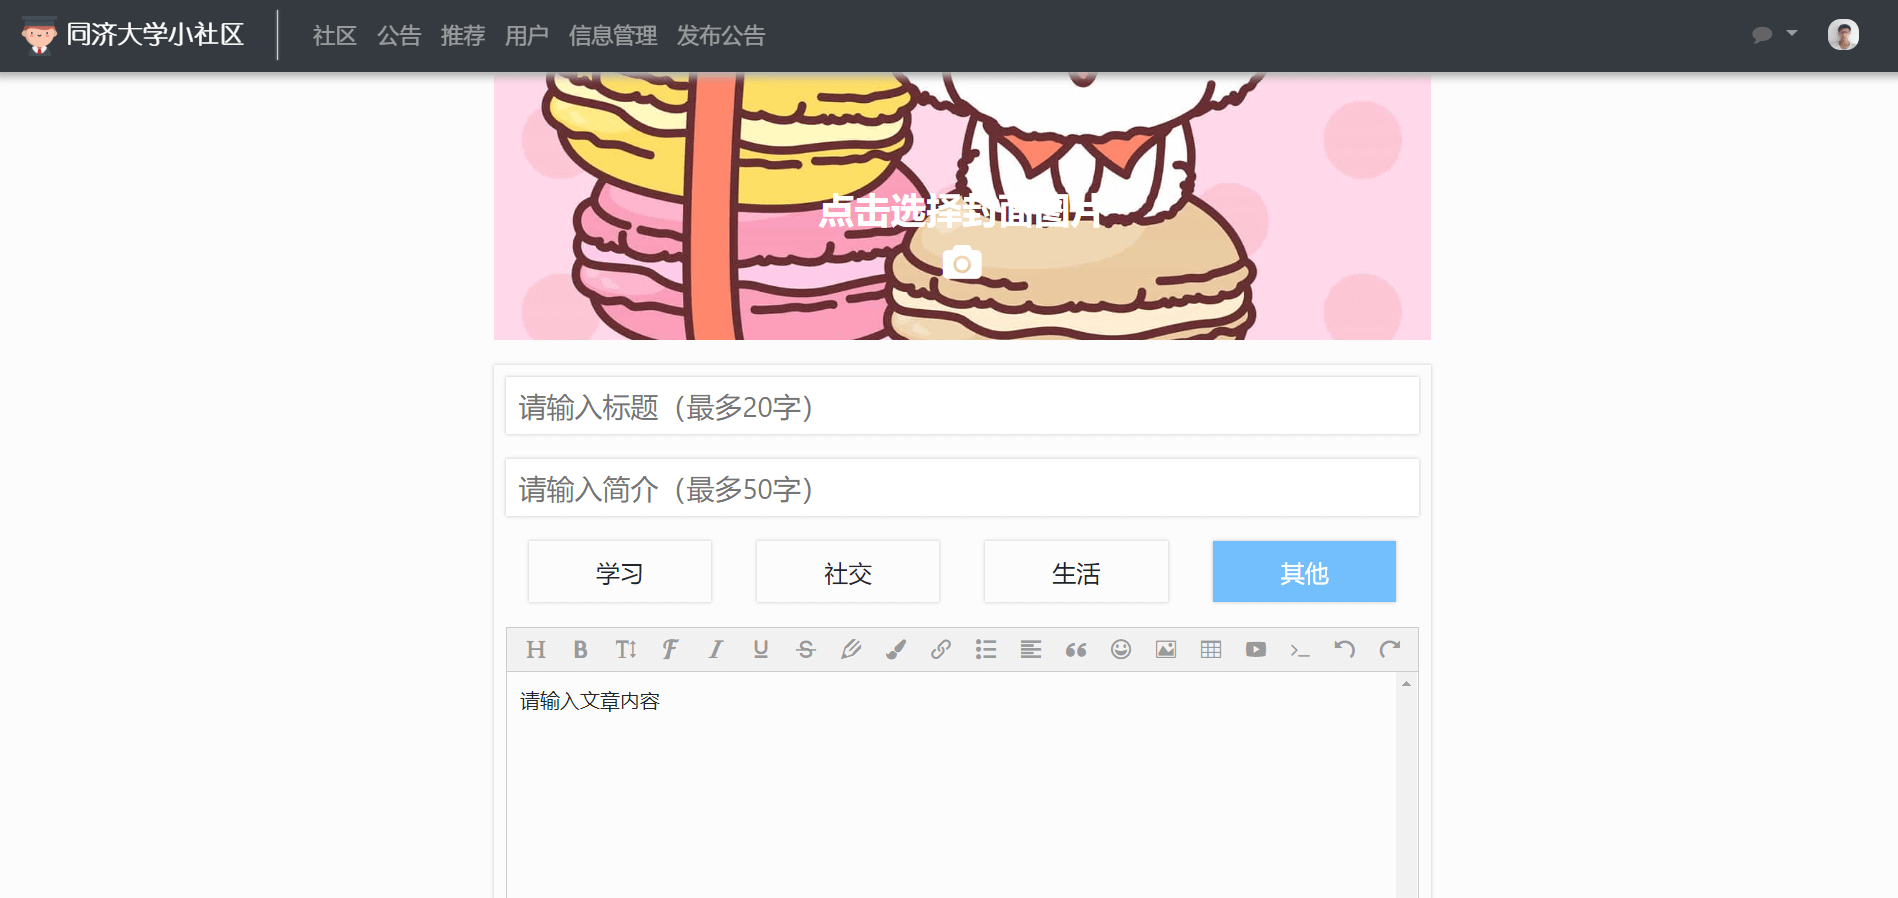 同济大学小社区 社区 公告 推荐 用户 信息管理 发布公告
点击选择封面图片
请输入标题（最多20字）
请输入简介（最多50字）
学习 社交 生活 其他
请输入文章内容